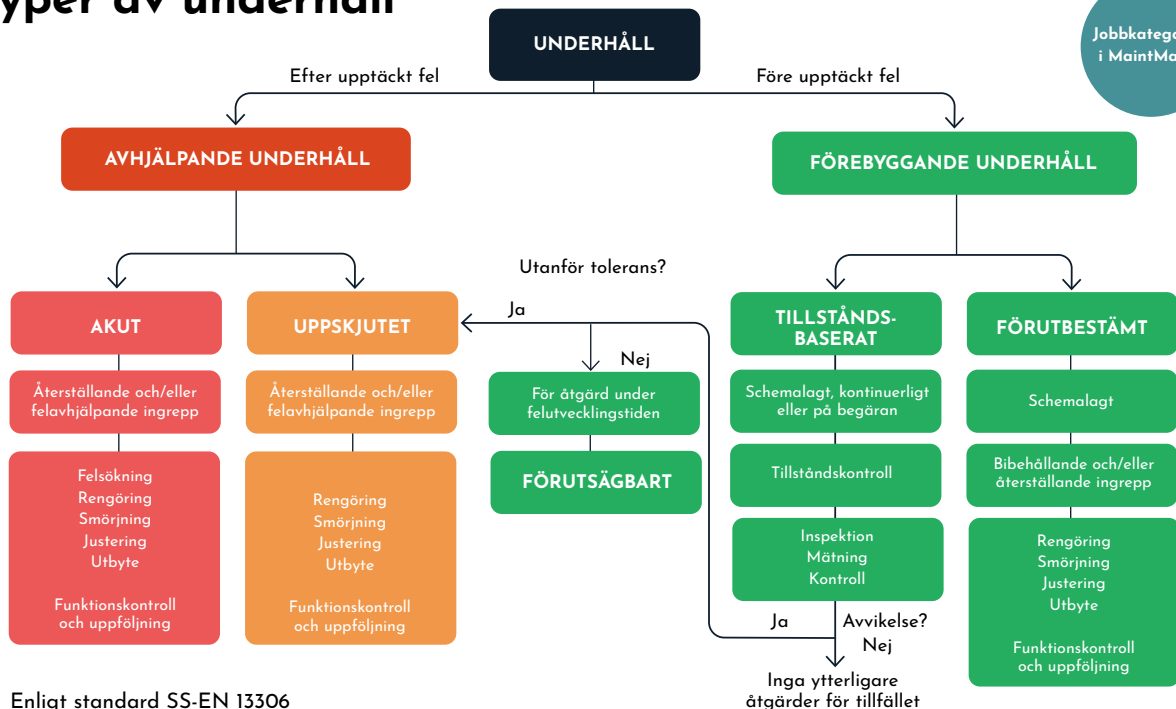 yper av underhåll
Jobbkatego
i MaintMa
UNDERHÅLL
Efter upptäckt fel
Före upptäckt fel
AVHJÄLPANDE UNDERHÅLL
FÖREBYGGANDE UNDERHÅLL
Utanför tolerans?
Ja
Nej
AKUT
Återställande och/eller
felavhjälpande ingrepp
Felsökning
Rengöring
Smörjning
Justering
Utbyte
Funktionskontroll
och uppföljning
UPPSKJUTET
Återställande och/eller
felavhjälpande ingrepp
Rengöring
Smörjning
Justering
Utbyte
Funktionskontroll
och uppföljning
För åtgärd under
felutvecklingstiden
FÖRUTSÄGBART
TILLSTÅNDS-
BASERAT
Schemalagt, kontinuerligt
eller på begäran
Tillståndskontroll
Inspektion
Mätning
Kontroll
Ja
Avvikelse?
Nej
Inga ytterligare
åtgärder för tillfället
FÖRUTBESTÄMT
Schemalagt
Bibehållande och/eller
återställande ingrepp
Rengöring
Smörjning
Justering
Utbyte
Funktionskontroll
och uppföljning
Enligt standard SS-EN 13306